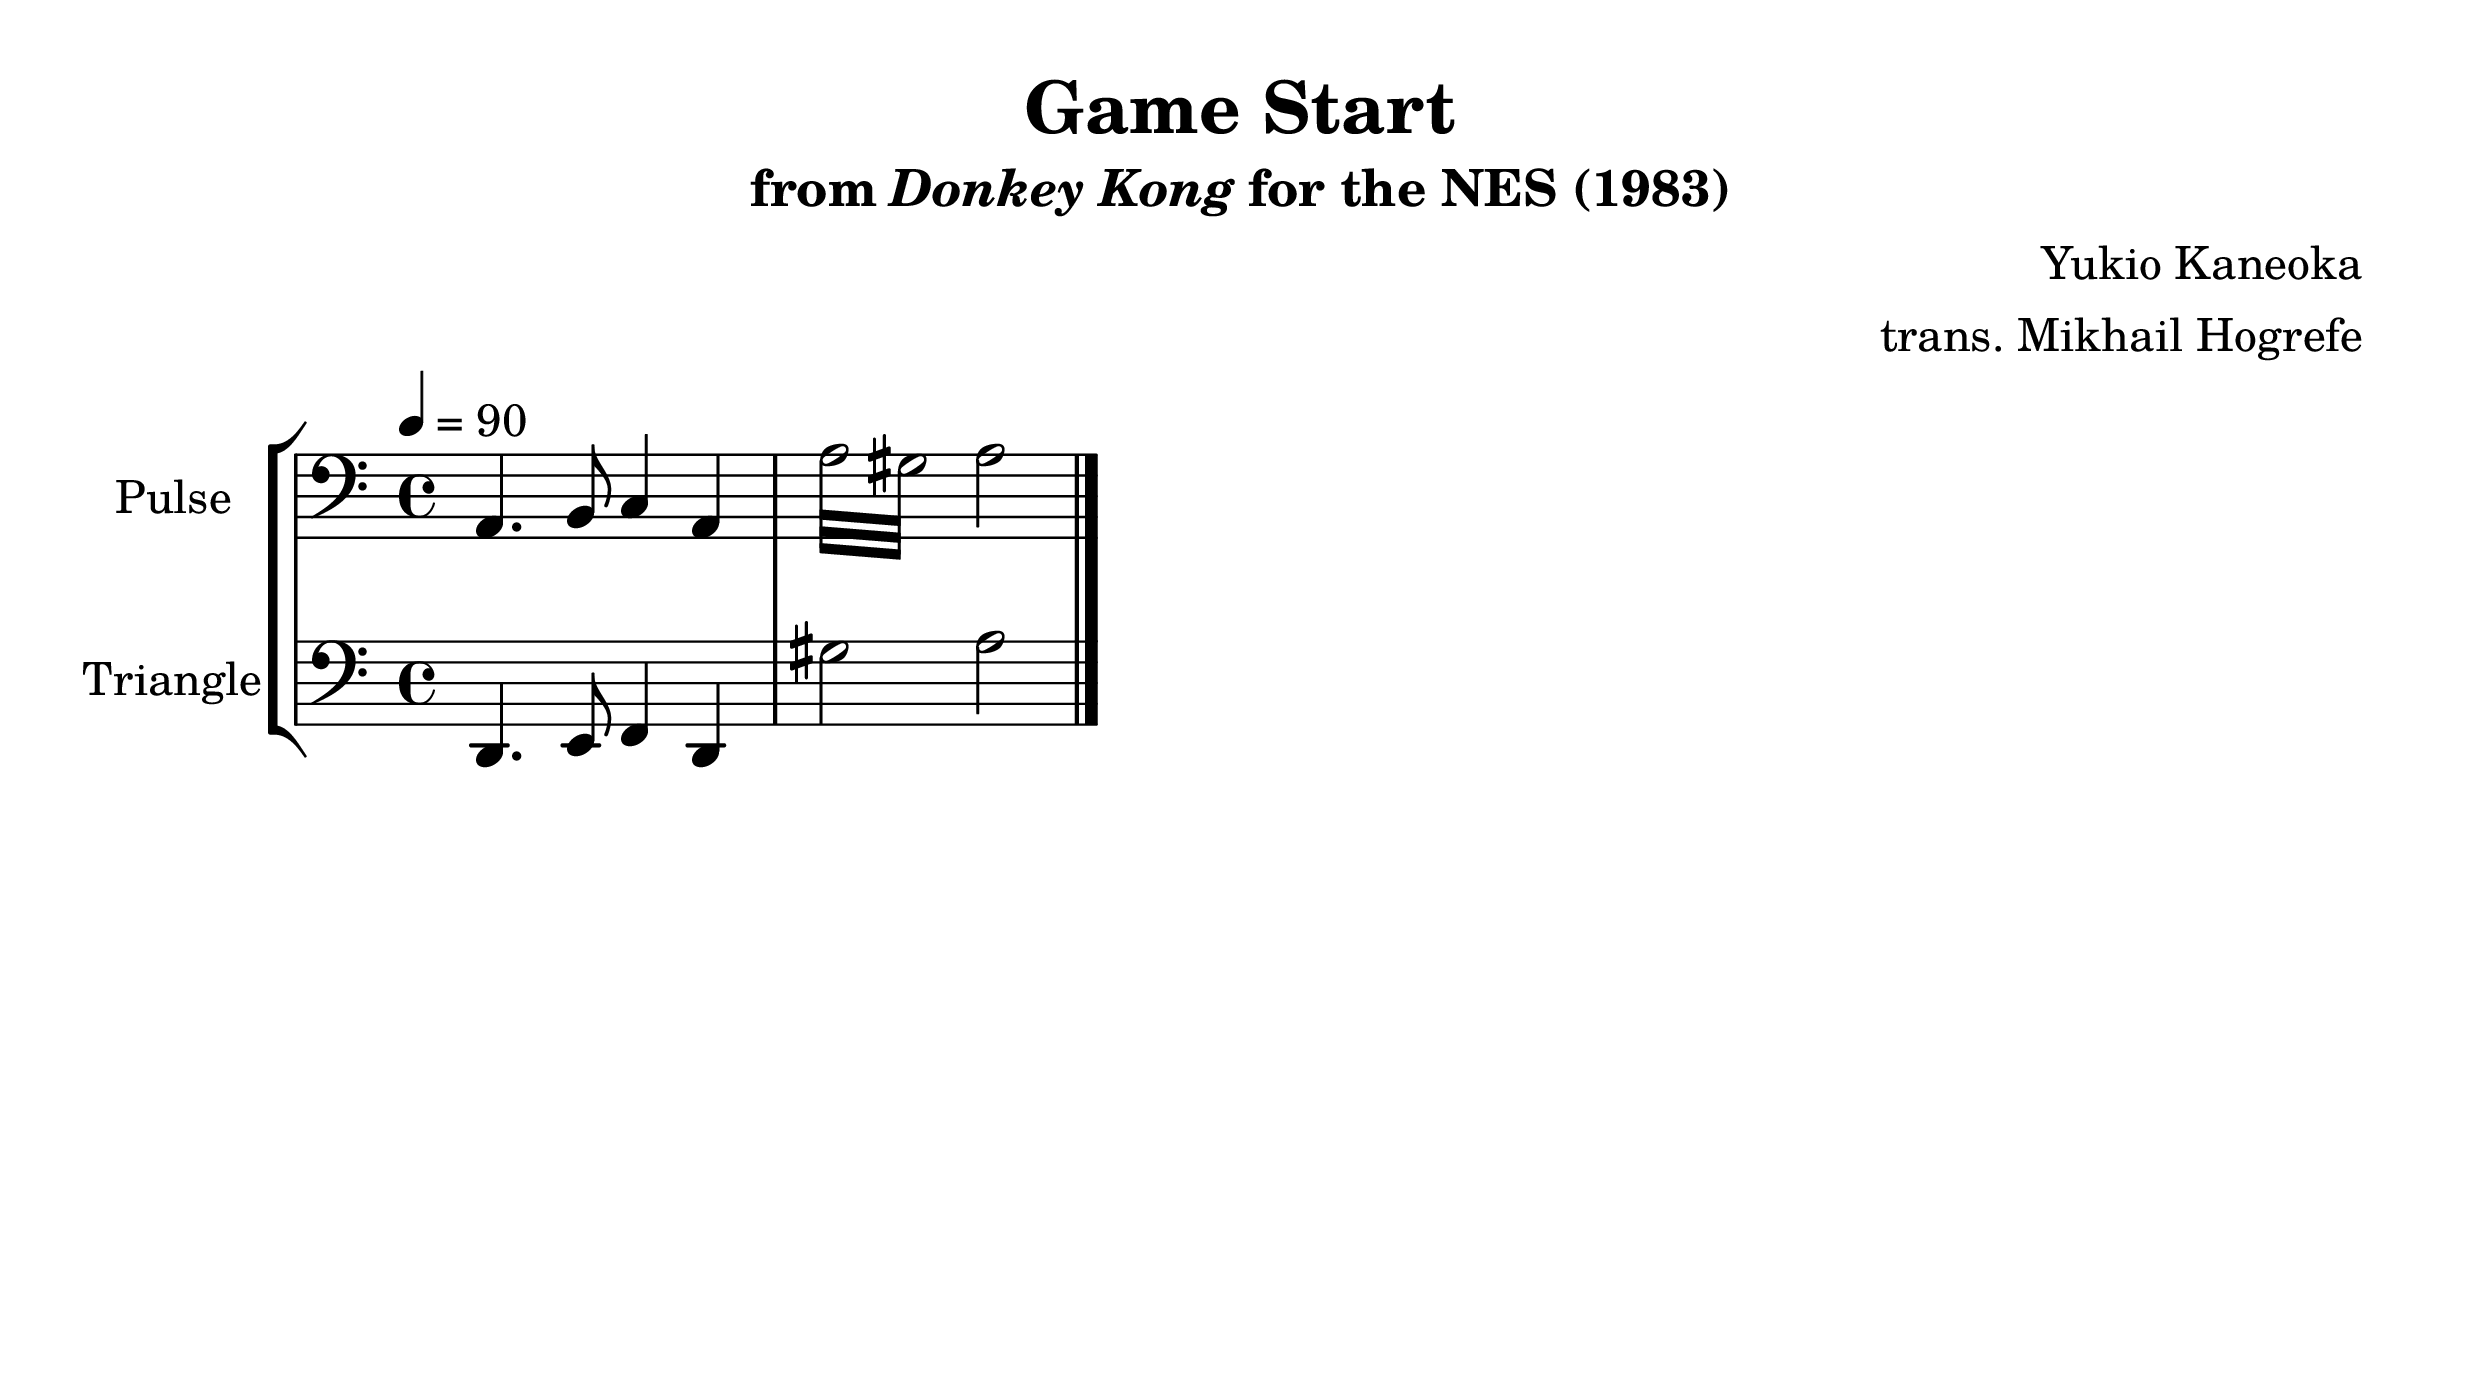 Game Start
from Donkey Kong for the NES (1983)
Yukio Kaneoka
trans. Mikhail Hogrefe
= 90
Pulse
Triangle